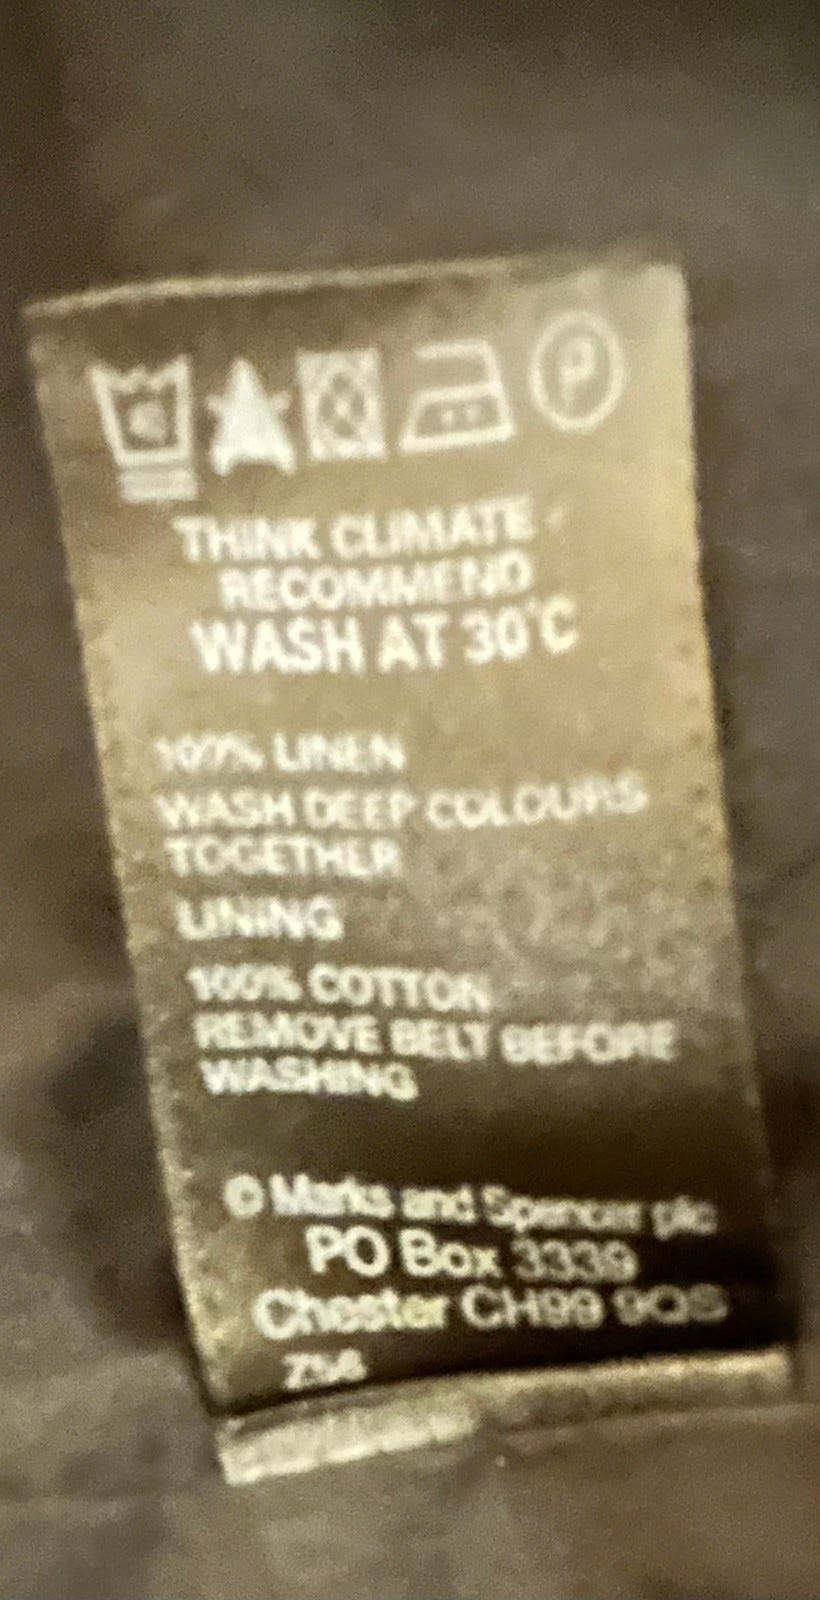 P
THINK CLIMATE
RECOMMEND
WASH AT 30°C
100% LINEN
WASH DEEP COLOURS
TOGETHER
LINING
100% COTTON
REMOVE BELT BEFORE
WASHING
© Marks and Spencer plc
PO Box 3339
Chester CH99 9QS